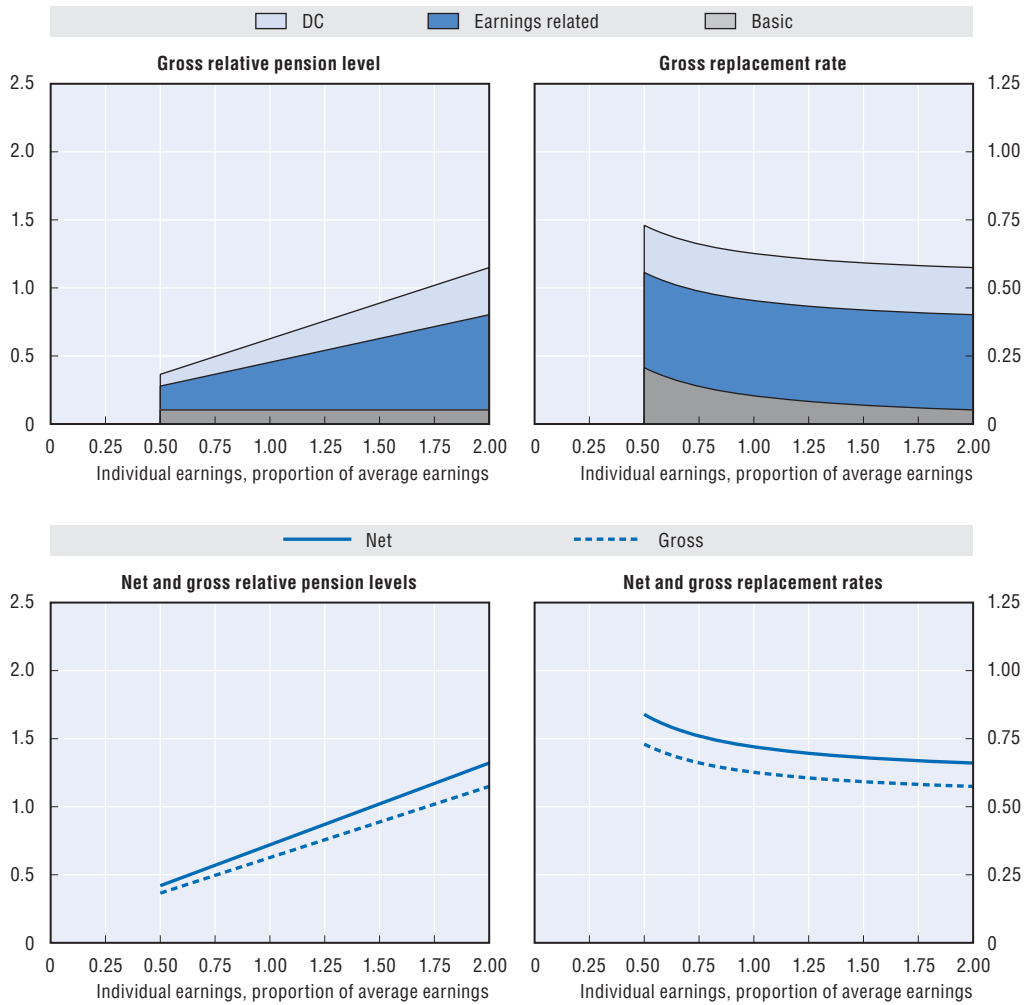 DC Earnings related Basic
Gross relative pension level
2.5
2.0
1.5
1.0
0.5
0
0 0.25 0.50 0.75 1.00 1.25 1.50 1.75 2.00
Individual earnings, proportion of average earnings
Gross replacement rate
1.25
1.00
0.75
0.50
0.25
0
0 0.25 0.50 0.75 1.00 1.25 1.50 1.75 2.00
Individual earnings, proportion of average earnings
Net Gross
Net and gross relative pension levels
2.5
2.0
1.5
1.0
0.5
0
0 0.25 0.50 0.75 1.00 1.25 1.50 1.75 2.00
Individual earnings, proportion of average earnings
Net and gross replacement rates
1.25
1.00
0.75
0.50
0.25
0
0 0.25 0.50 0.75 1.00 1.25 1.50 1.75 2.00
Individual earnings, proportion of average earnings